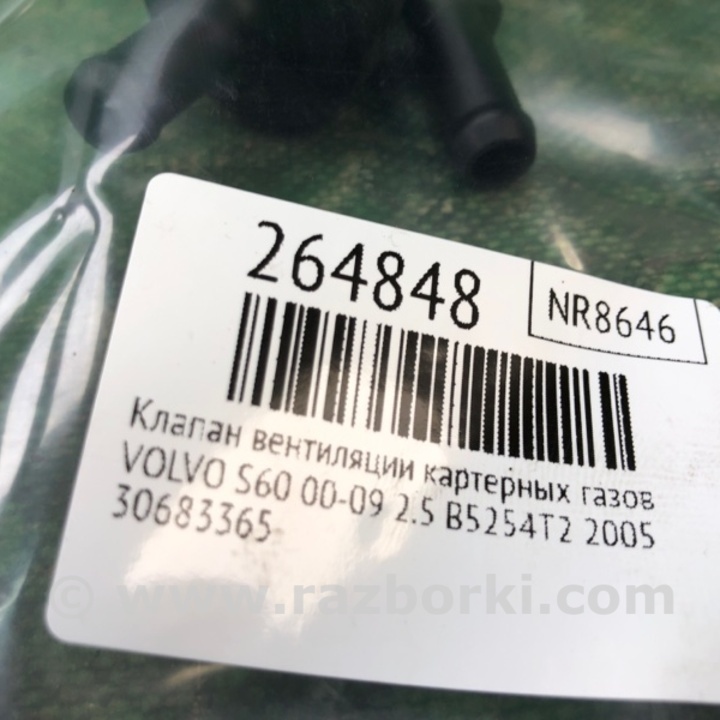 264848
NR8646
Клапан вентиляции картерных газов
VOLVO S60 00-09 2.5 B5254T2 2005
30683365
© www.razborki.com